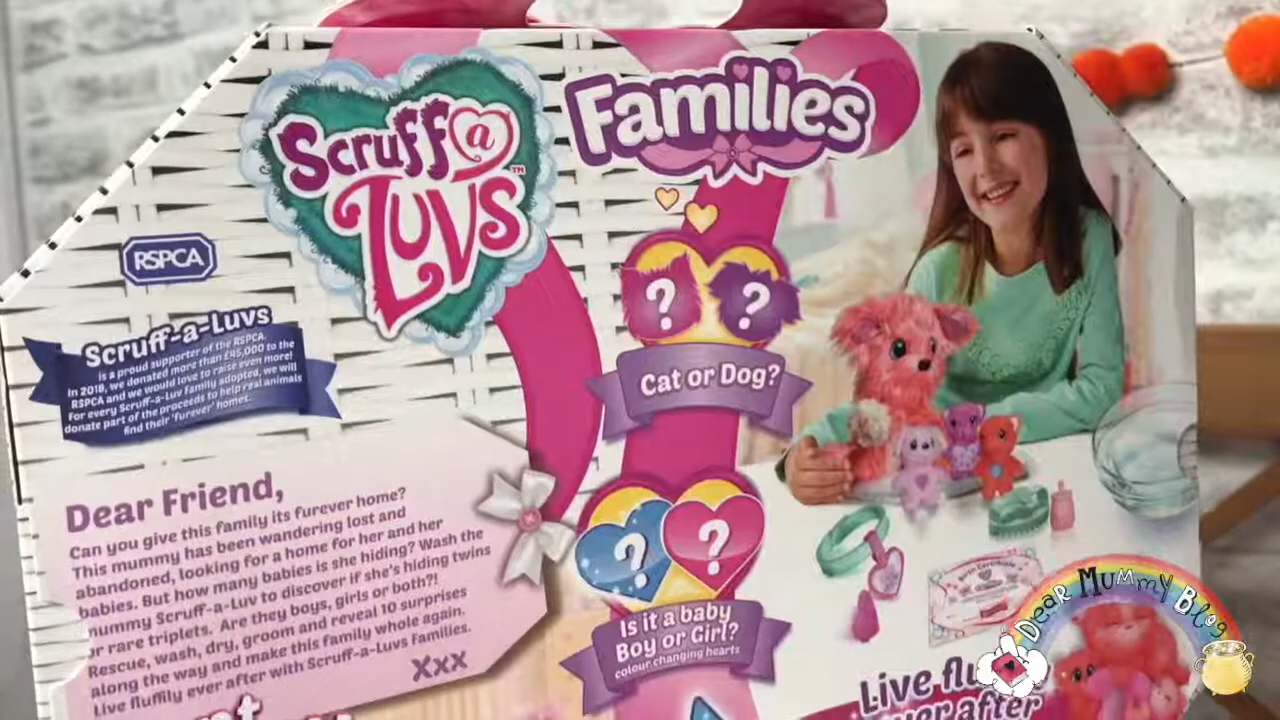 Scruff a
Luvs™
Families
RSPCA
Scruff-a-Luvs
is a proud supporter of the RSPCA.
In 2018, we donated more than £45,000 to the
RSPCA and we would love to raise even more!
For every Scruff-a-Luv family adopted, we will
donate part of the proceeds to help real animals
find their 'furever' homes.
? ?
Cat or Dog?
Dear Friend,
Can you give this family its furever home?
This mummy has been wandering lost and
abandoned, looking for a home for her and her
babies. But how many babies is she hiding? Wash the
mummy Scruff-a-Luv to discover if she's hiding twins
or rare triplets. Are they boys, girls or both?!
Rescue, wash, dry, groom and reveal 10 surprises
along the way and make this family whole again.
Live fluffily ever after with Scruff-a-Luvs Families.
XxX
? ?
Is it a baby
Boy or Girl?
colour changing hearts
Birth Certificate
Live
after
Dear Mummy Blog